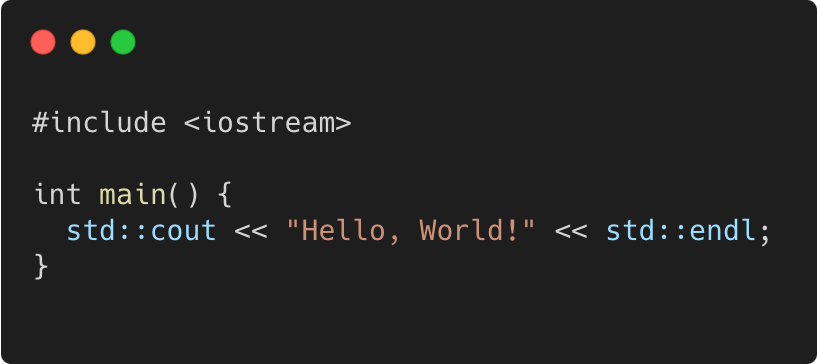 #include <iostream>

int main() {
  std::cout << "Hello, World!" << std::endl;
}